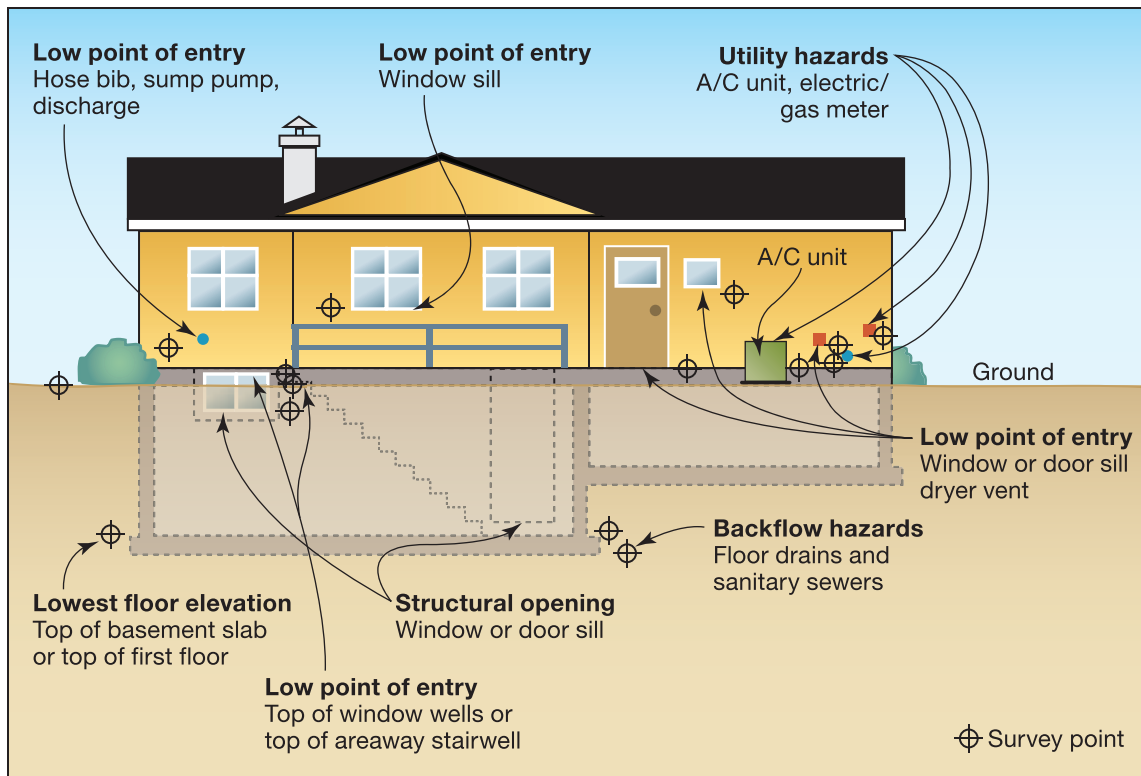 Low point of entry
Hose bib, sump pump,
discharge
Low point of entry
Window sill
Utility hazards
A/C unit, electric/
gas meter
A/C unit
Ground
Low point of entry
Window or door sill
dryer vent
Backflow hazards
Floor drains and
sanitary sewers
Lowest floor elevation
Top of basement slab
or top of first floor
Structural opening
Window or door sill
Low point of entry
Top of window wells or
top of areaway stairwell
Survey point